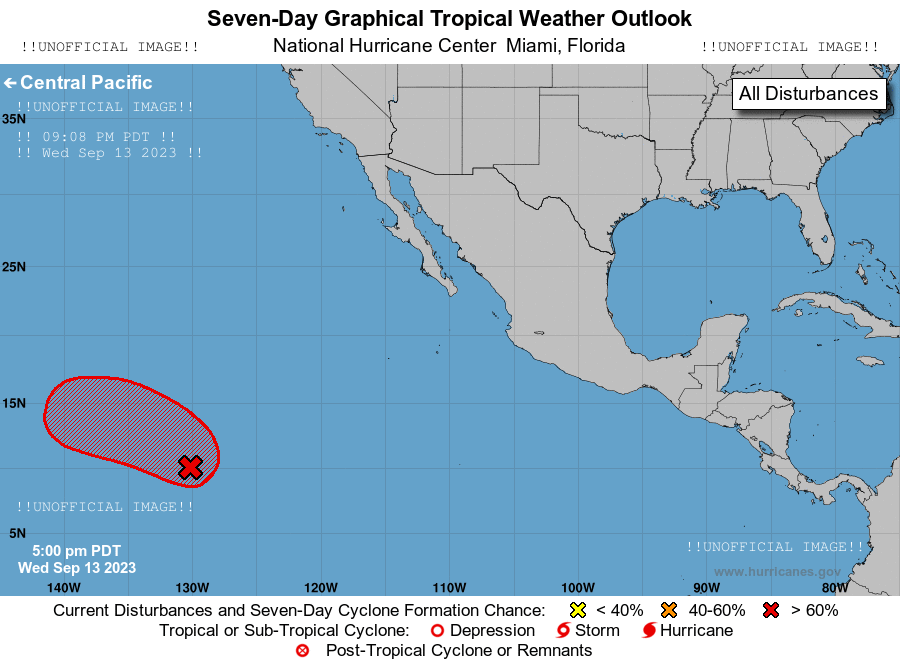 Seven-Day Graphical Tropical Weather Outlook
!!UNOFFICIAL IMAGE!! National Hurricane Center Miami, Florida !!UNOFFICIAL IMAGE!!
← Central Pacific
All Disturbances
!!UNOFFICIAL IMAGE!!
35N
!! 09:08 PM PDT !!
!! Wed Sep 13 2023 !!
25N
15N
!!UNOFFICIAL IMAGE!!
5N
5:00 pm PDT
Wed Sep 13 2023
!!UNOFFICIAL IMAGE!!
www.hurricanes.gov
140W 130W 120W 110W 100W 90W 80W
Current Disturbances and Seven-Day Cyclone Formation Chance: < 40% 40-60% > 60%
Tropical or Sub-Tropical Cyclone: Depression Storm Hurricane
Post-Tropical Cyclone or Remnants